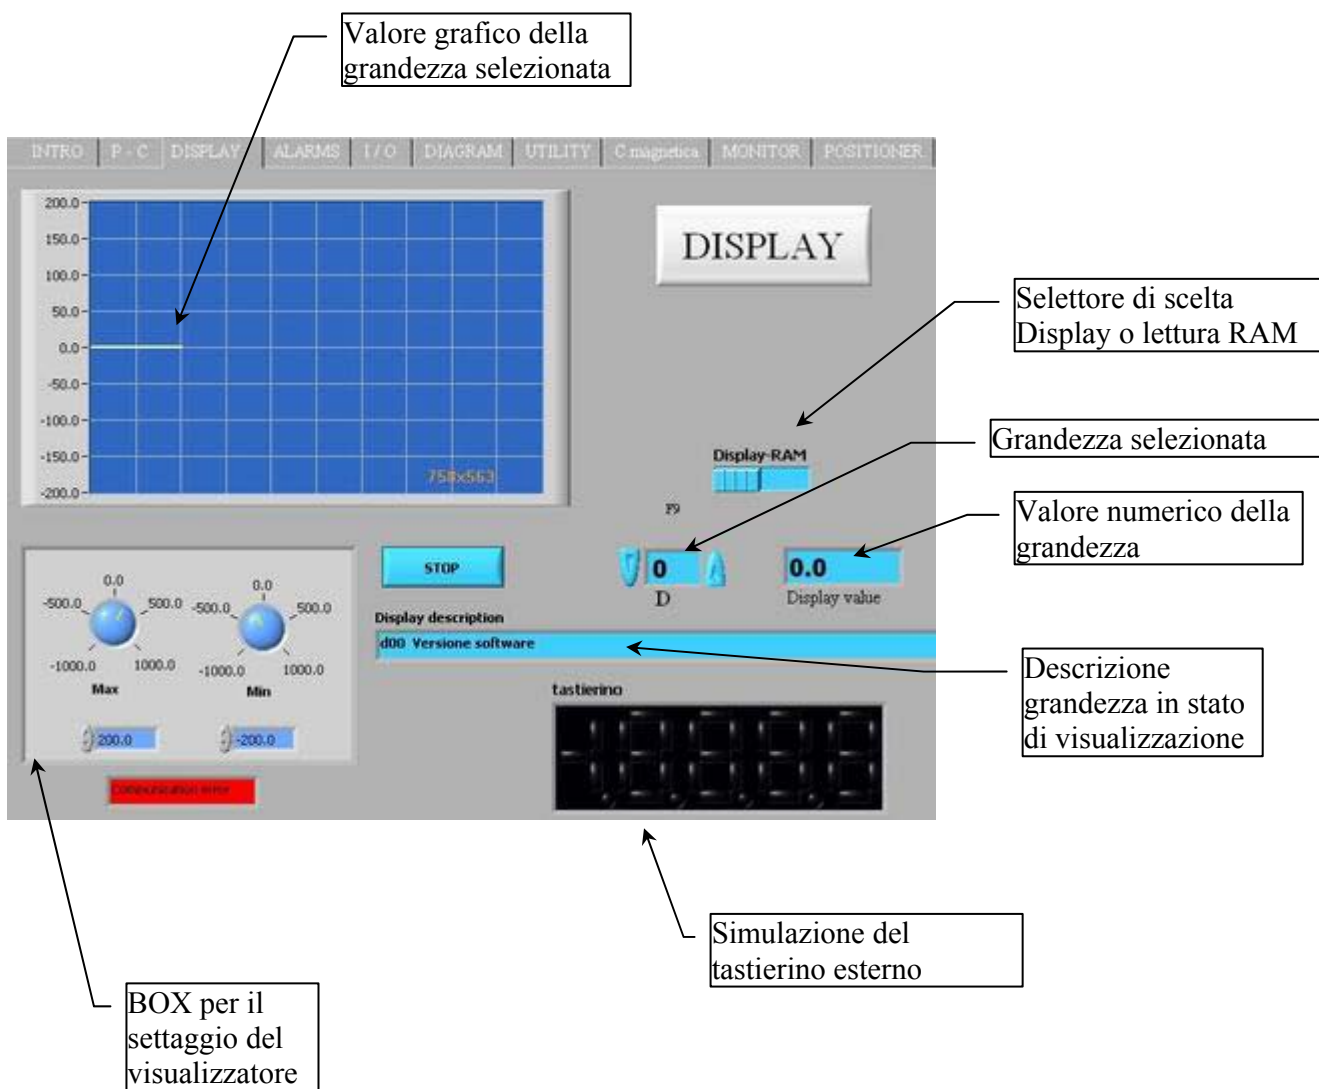 Valore grafico della
grandezza selezionata
INTRO P - C DISPLAY ALARMS I / O DIAGRAM UTILITY C.magnetica MONITOR POSITIONER
200.0
150.0
100.0
50.0
0.0
-50.0
-100.0
-150.0
-200.0
758x563
DISPLAY
Selettore di scelta
Display o lettura RAM
Display-RAM
Grandezza selezionata
F9
Valore numerico della
grandezza
STOP
0
D
0.0
Display value
Display description
d00 Versione software
Descrizione
grandezza in stato
di visualizzazione
0.0
-500.0 500.0
-1000.0 1000.0
Max
200.0
0.0
-500.0 500.0
-1000.0 1000.0
Min
-200.0
Communication error
tastierino
Simulazione del
tastierino esterno
BOX per il
settaggio del
visualizzatore